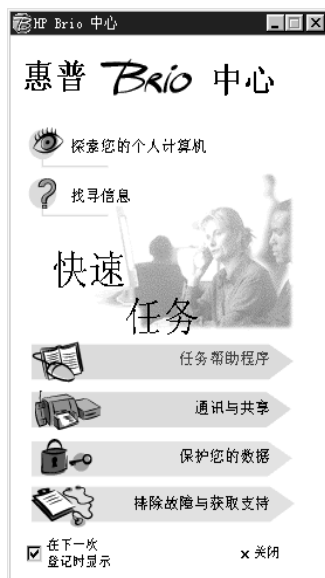 HP Brio 中心
惠普 Brio 中心
探索您的个人计算机
找寻信息
快速
任务
任务帮助程序
通讯与共享
保护您的数据
排除故障与获取支持
在下一次
登记时显示
× 关闭